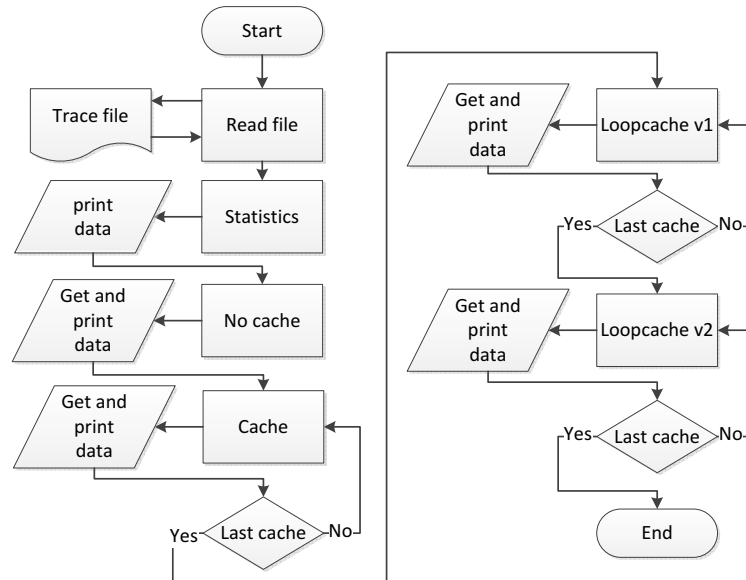 Start
Trace file
Read file
print
data
Statistics
Get and
print
data
No cache
Get and
print
data
Cache
Yes
Last cache
No
Get and
print
data
Loopcache v1
Yes
Last cache
No
Get and
print
data
Loopcache v2
Yes
Last cache
No
End